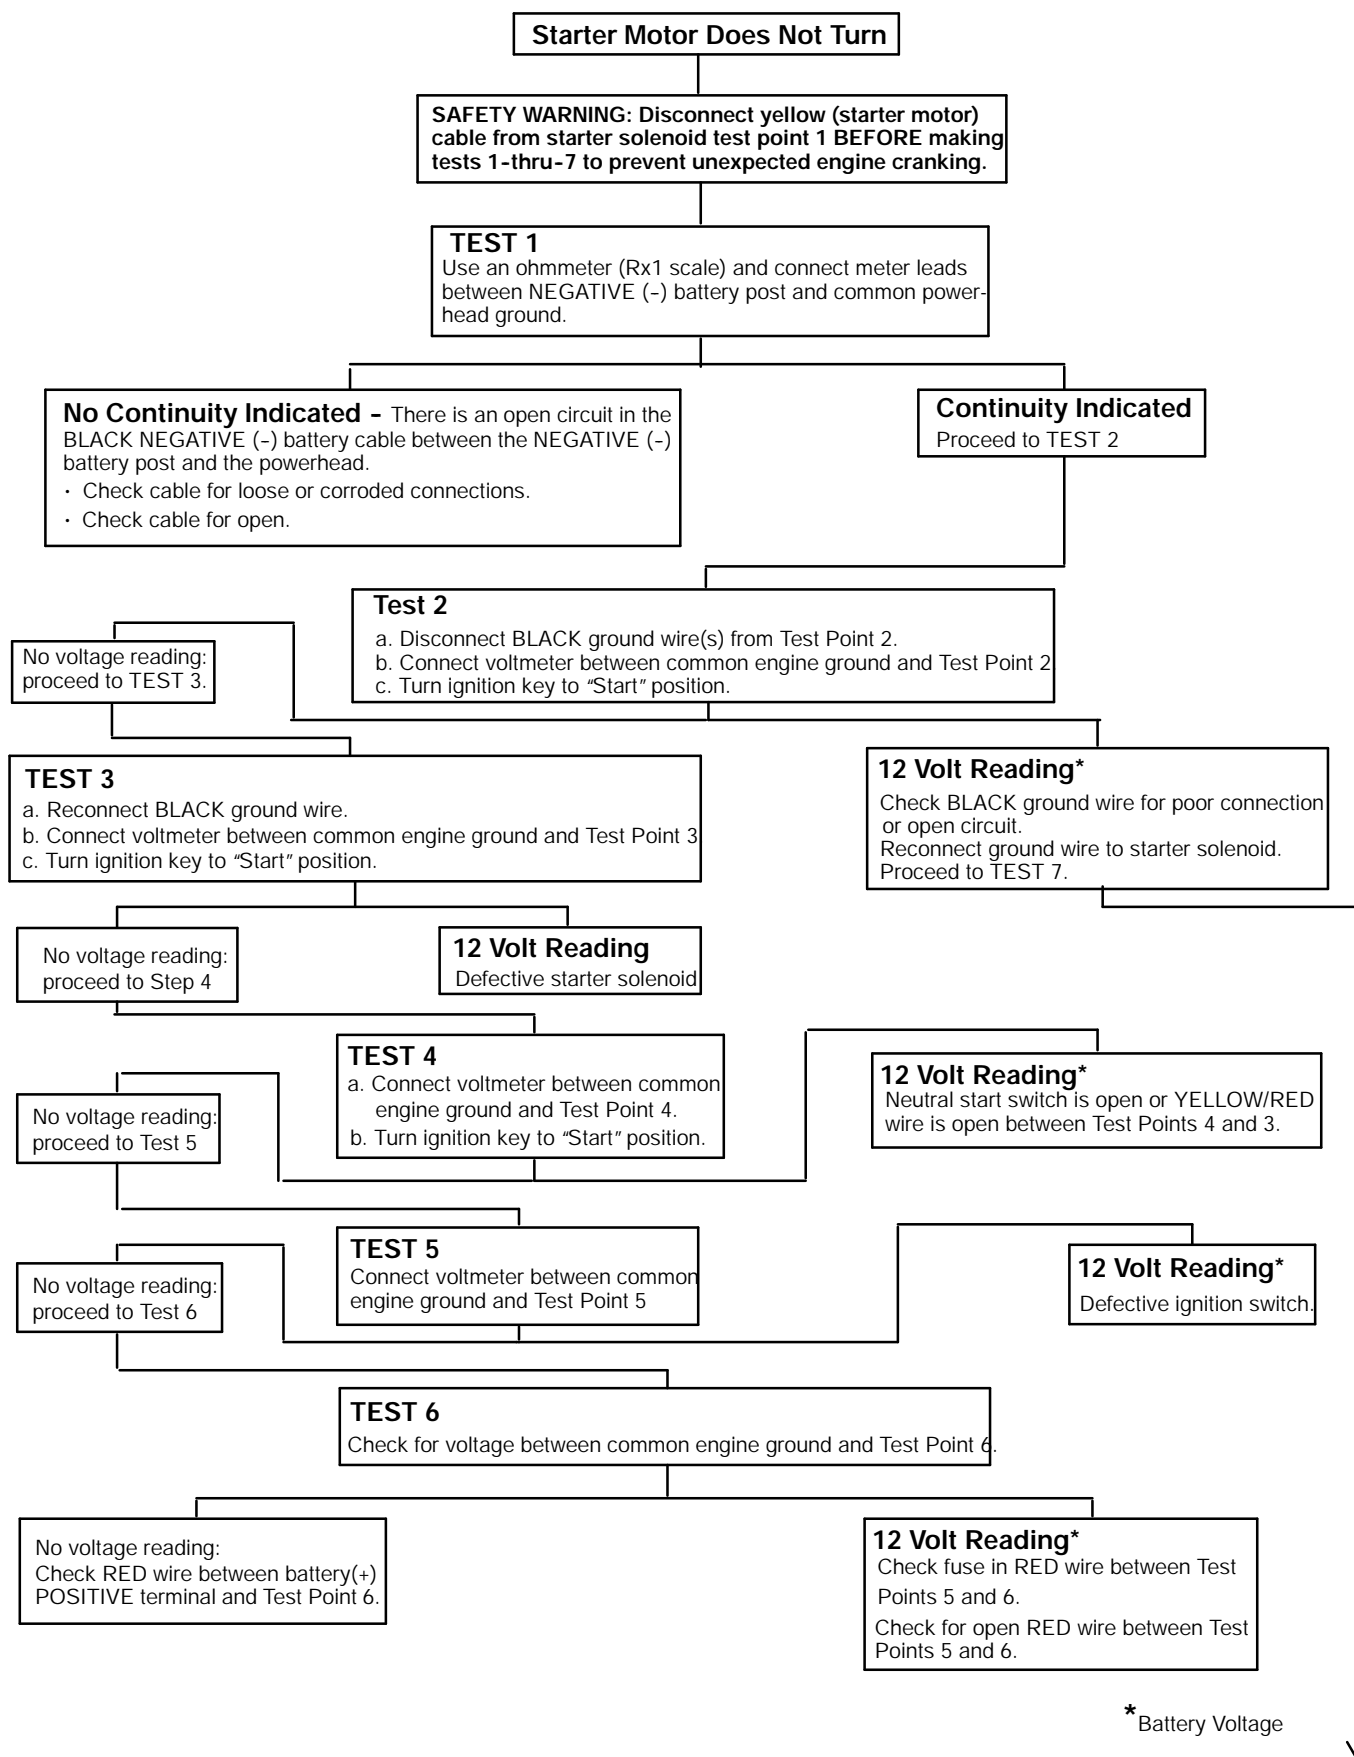 Starter Motor Does Not Turn
SAFETY WARNING: Disconnect yellow (starter motor)
cable from starter solenoid test point 1 BEFORE making
tests 1-thru-7 to prevent unexpected engine cranking.
TEST 1
Use an ohmmeter (Rx1 scale) and connect meter leads
between NEGATIVE (-) battery post and common power-
head ground.
No Continuity Indicated - There is an open circuit in the
BLACK NEGATIVE (-) battery cable between the NEGATIVE (-)
battery post and the powerhead.
· Check cable for loose or corroded connections.
· Check cable for open.
Continuity Indicated
Proceed to TEST 2
Test 2
a. Disconnect BLACK ground wire(s) from Test Point 2.
b. Connect voltmeter between common engine ground and Test Point 2
c. Turn ignition key to “Start” position.
No voltage reading:
proceed to TEST 3.
12 Volt Reading*
Check BLACK ground wire for poor connection
or open circuit.
Reconnect ground wire to starter solenoid.
Proceed to TEST 7.
TEST 3
a. Reconnect BLACK ground wire.
b. Connect voltmeter between common engine ground and Test Point 3
c. Turn ignition key to “Start” position.
No voltage reading:
proceed to Step 4
12 Volt Reading
Defective starter solenoid
TEST 4
a. Connect voltmeter between common
engine ground and Test Point 4.
b. Turn ignition key to “Start” position.
12 Volt Reading*
Neutral start switch is open or YELLOW/RED
wire is open between Test Points 4 and 3.
No voltage reading:
proceed to Test 5
TEST 5
Connect voltmeter between common
engine ground and Test Point 5
12 Volt Reading*
Defective ignition switch.
No voltage reading:
proceed to Test 6
TEST 6
Check for voltage between common engine ground and Test Point 6.
No voltage reading:
Check RED wire between battery(+)
POSITIVE terminal and Test Point 6.
12 Volt Reading*
Check fuse in RED wire between Test
Points 5 and 6.
Check for open RED wire between Test
Points 5 and 6.
*Battery Voltage